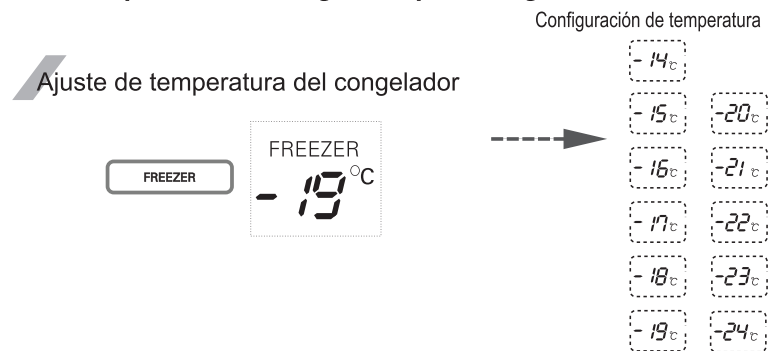 Configuración de temperatura
Ajuste de temperatura del congelador
FREEZER
FREEZER
-19°C
-14°C
-15°C -20°C
-16°C -21°C
-17°C -22°C
-18°C -23°C
-19°C -24°C